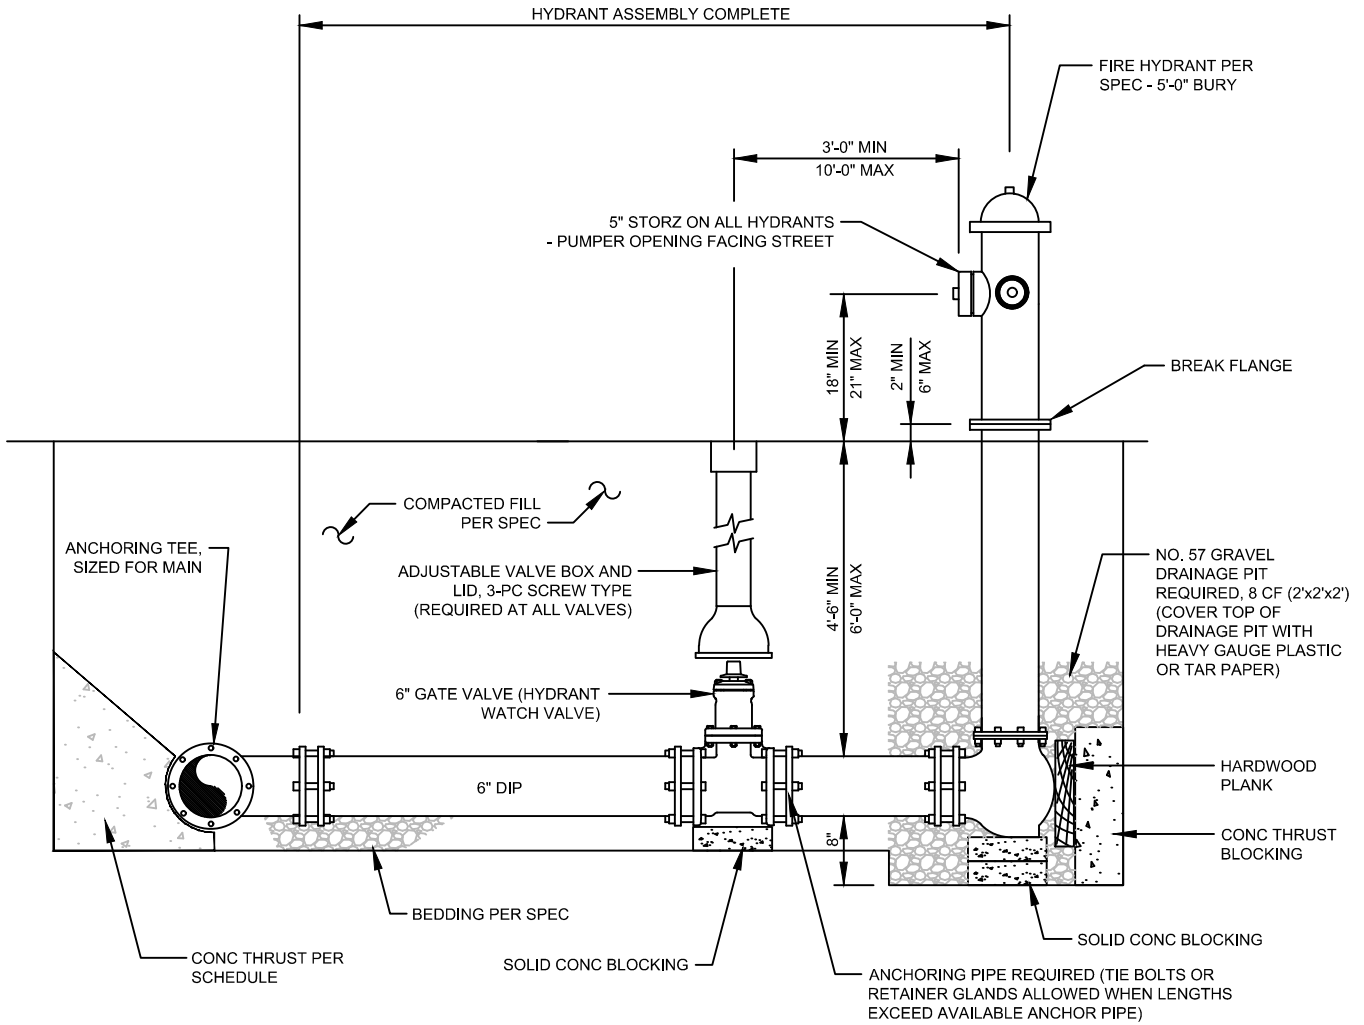 HYDRANT ASSEMBLY COMPLETE
FIRE HYDRANT PER
SPEC - 5'-0" BURY
3'-0" MIN
10'-0" MAX
5" STORZ ON ALL HYDRANTS
- PUMPER OPENING FACING STREET
18" MIN
21" MAX
2" MIN
6" MAX
BREAK FLANGE
COMPACTED FILL
PER SPEC
ANCHORING TEE,
SIZED FOR MAIN
ADJUSTABLE VALVE BOX AND
LID, 3-PC SCREW TYPE
(REQUIRED AT ALL VALVES)
4'-6" MIN
6'-0" MAX
NO. 57 GRAVEL
DRAINAGE PIT
REQUIRED, 8 CF (2'x2'x2')
(COVER TOP OF
DRAINAGE PIT WITH
HEAVY GAUGE PLASTIC
OR TAR PAPER)
6" GATE VALVE (HYDRANT
WATCH VALVE)
6" DIP
HARDWOOD
PLANK
8"
CONC THRUST
BLOCKING
BEDDING PER SPEC
SOLID CONC BLOCKING
CONC THRUST PER
SCHEDULE
SOLID CONC BLOCKING
ANCHORING PIPE REQUIRED (TIE BOLTS OR
RETAINER GLANDS ALLOWED WHEN LENGTHS
EXCEED AVAILABLE ANCHOR PIPE)